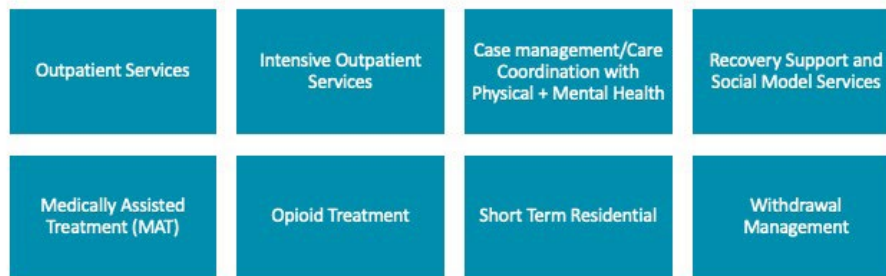 Outpatient Services
Intensive Outpatient
Services
Case management/Care
Coordination with
Physical + Mental Health
Recovery Support and
Social Model Services
Medically Assisted
Treatment (MAT)
Opioid Treatment
Short Term Residential
Withdrawal
Management